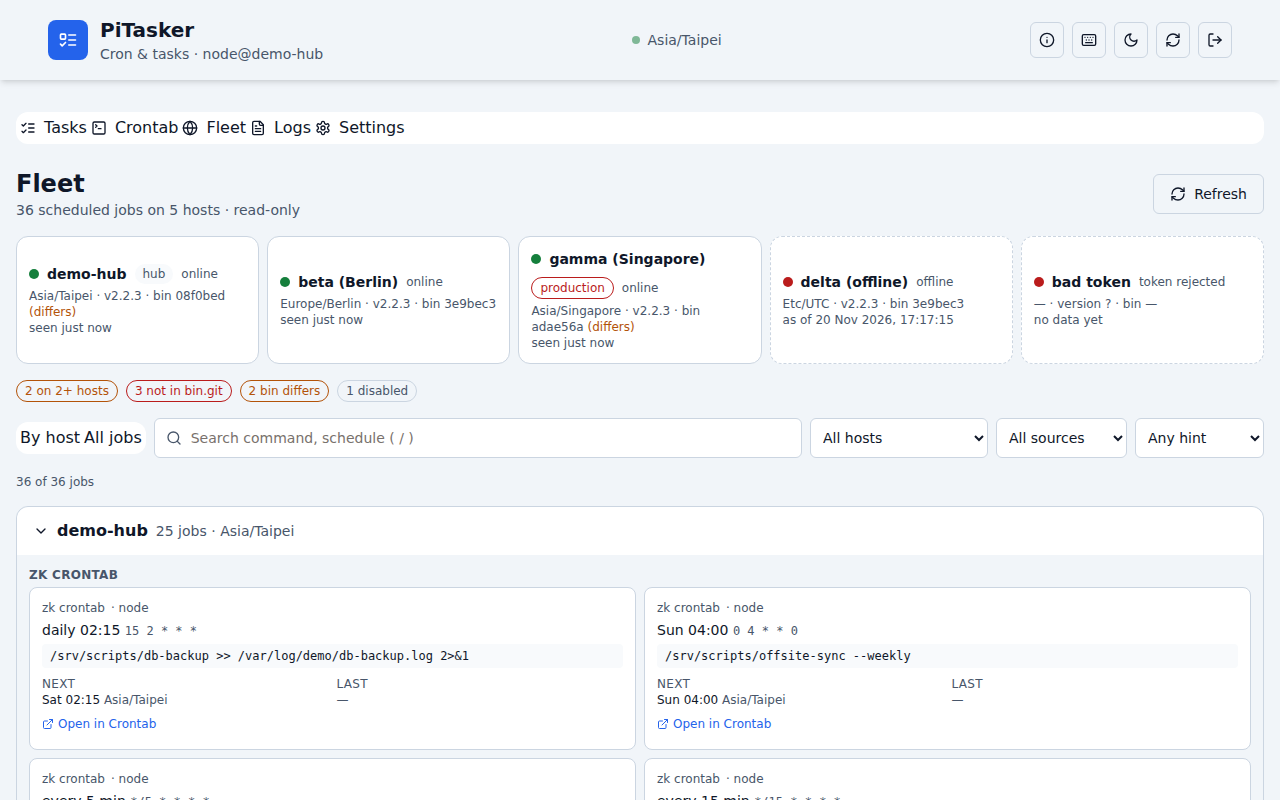 PiTasker
Cron & tasks · node@demo-hub
Asia/Taipei
Tasks Crontab Fleet Logs Settings
Fleet
36 scheduled jobs on 5 hosts · read-only
Refresh
demo-hub hub online
Asia/Taipei · v2.2.3 · bin 08f0bed
(differs)
seen just now
beta (Berlin) online
Europe/Berlin · v2.2.3 · bin 3e9bec3
seen just now
gamma (Singapore)
production online
Asia/Singapore · v2.2.3 · bin
adae56a (differs)
seen just now
delta (offline) offline
Etc/UTC · v2.2.3 · bin 3e9bec3
as of 20 Nov 2026, 17:17:15
bad token token rejected
— · version ? · bin —
no data yet
2 on 2+ hosts 3 not in bin.git 2 bin differs 1 disabled
By host All jobs Search command, schedule ( / ) All hosts All sources Any hint
36 of 36 jobs
demo-hub 25 jobs · Asia/Taipei
ZK CRONTAB
zk crontab · node
daily 02:15 15 2 * * *
/srv/scripts/db-backup >> /var/log/demo/db-backup.log 2>&1
NEXT LAST
Sat 02:15 Asia/Taipei —
Open in Crontab
zk crontab · node
Sun 04:00 0 4 * * 0
/srv/scripts/offsite-sync --weekly
NEXT LAST
Sun 04:00 Asia/Taipei —
Open in Crontab
zk crontab · node
every 5 min */5 * * * *
zk crontab · node
every 15 min */15 * * * *